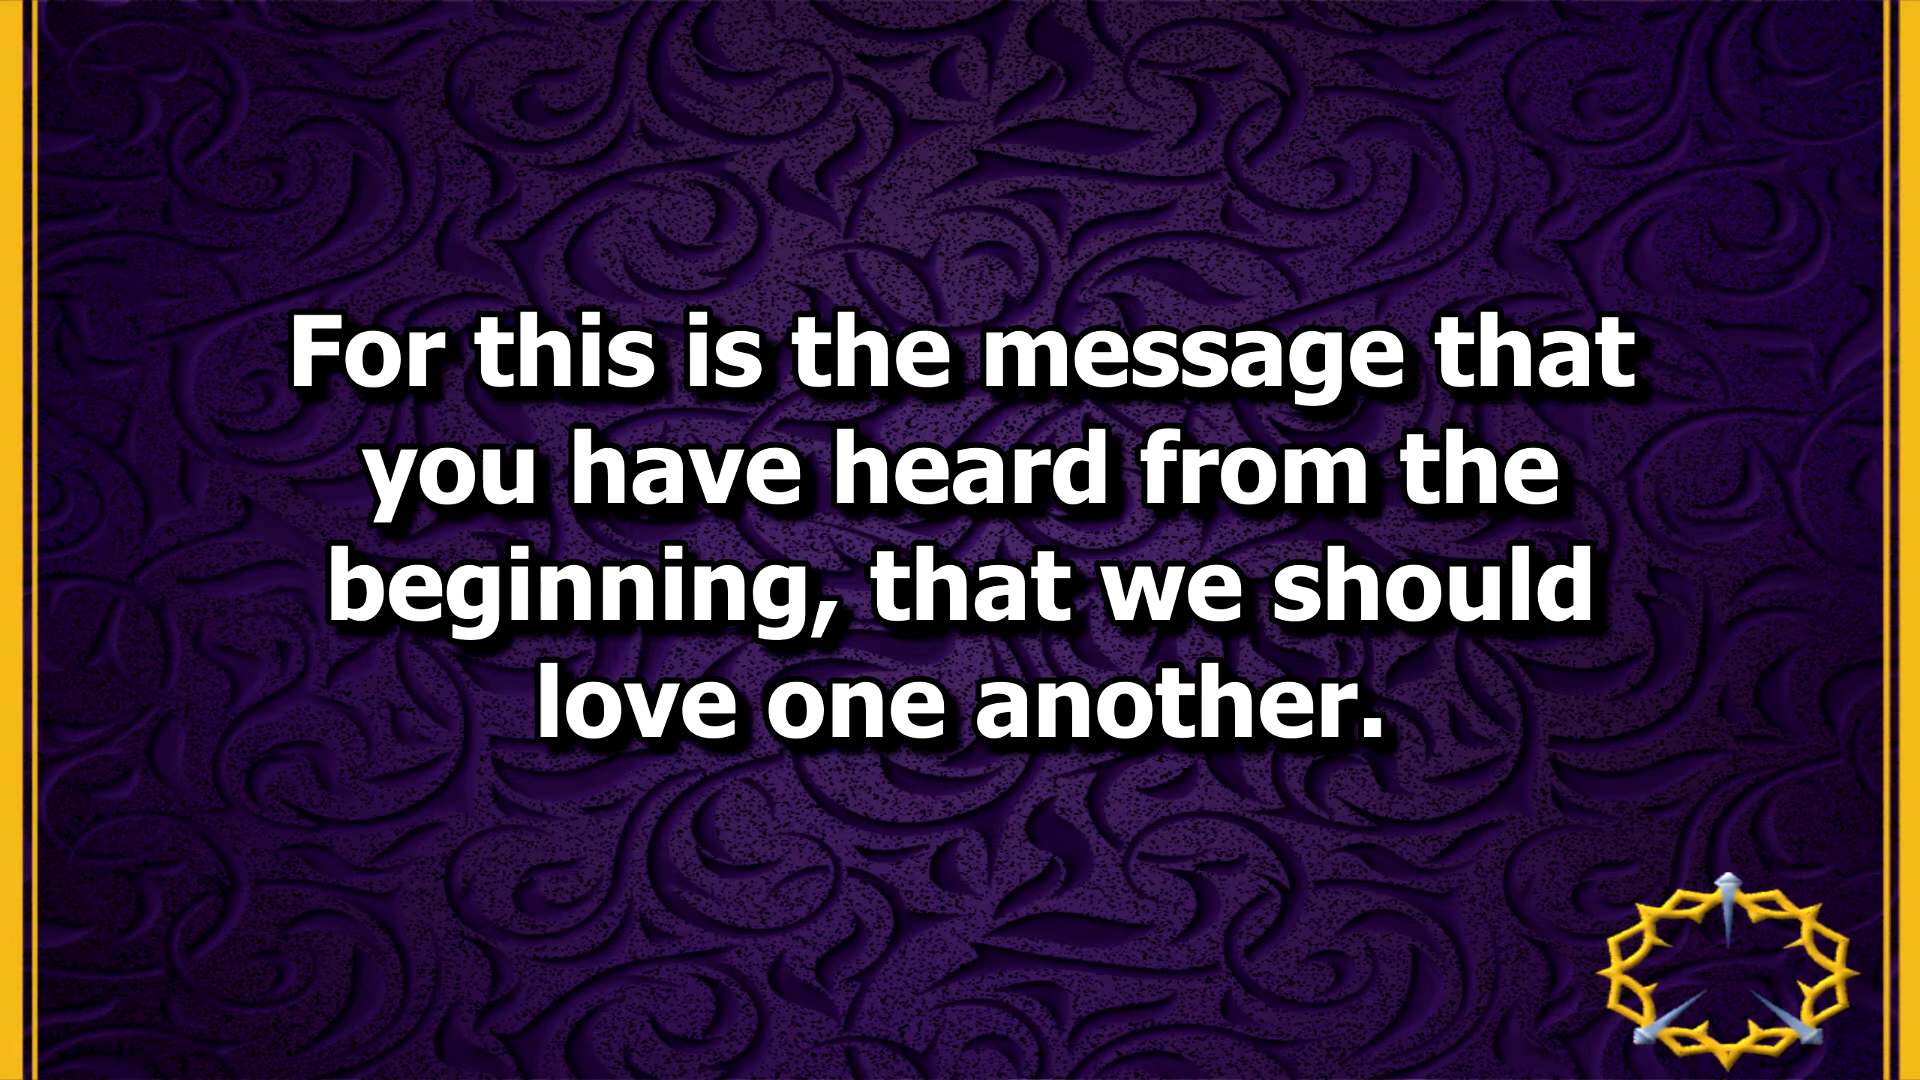 For this is the message that
you have heard from the
beginning, that we should
love one another.